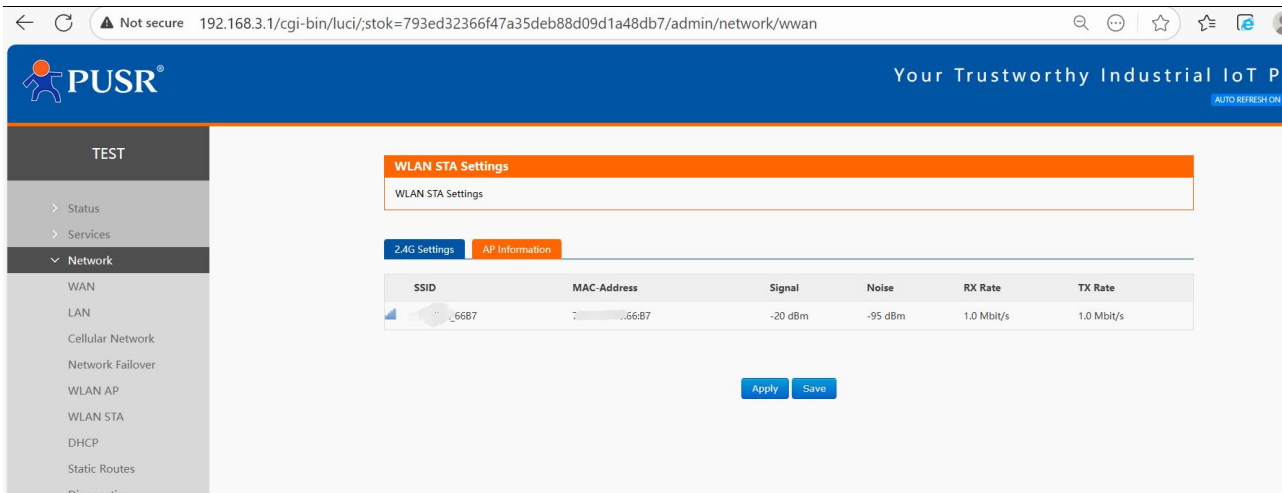 Not secure 192.168.3.1/cgi-bin/luci/;stok=793ed32366f47a35deb88d09d1a48db7/admin/network/wwan
PUSR®
Your Trustworthy Industrial IoT P
AUTO REFRESH ON
TEST
Status
Services
Network
WAN
LAN
Cellular Network
Network Failover
WLAN AP
WLAN STA
DHCP
Static Routes
WLAN STA Settings
WLAN STA Settings
2.4G Settings AP Information
SSID MAC-Address Signal Noise RX Rate TX Rate
_66B7 66:B7 -20 dBm -95 dBm 1.0 Mbit/s 1.0 Mbit/s
Apply Save